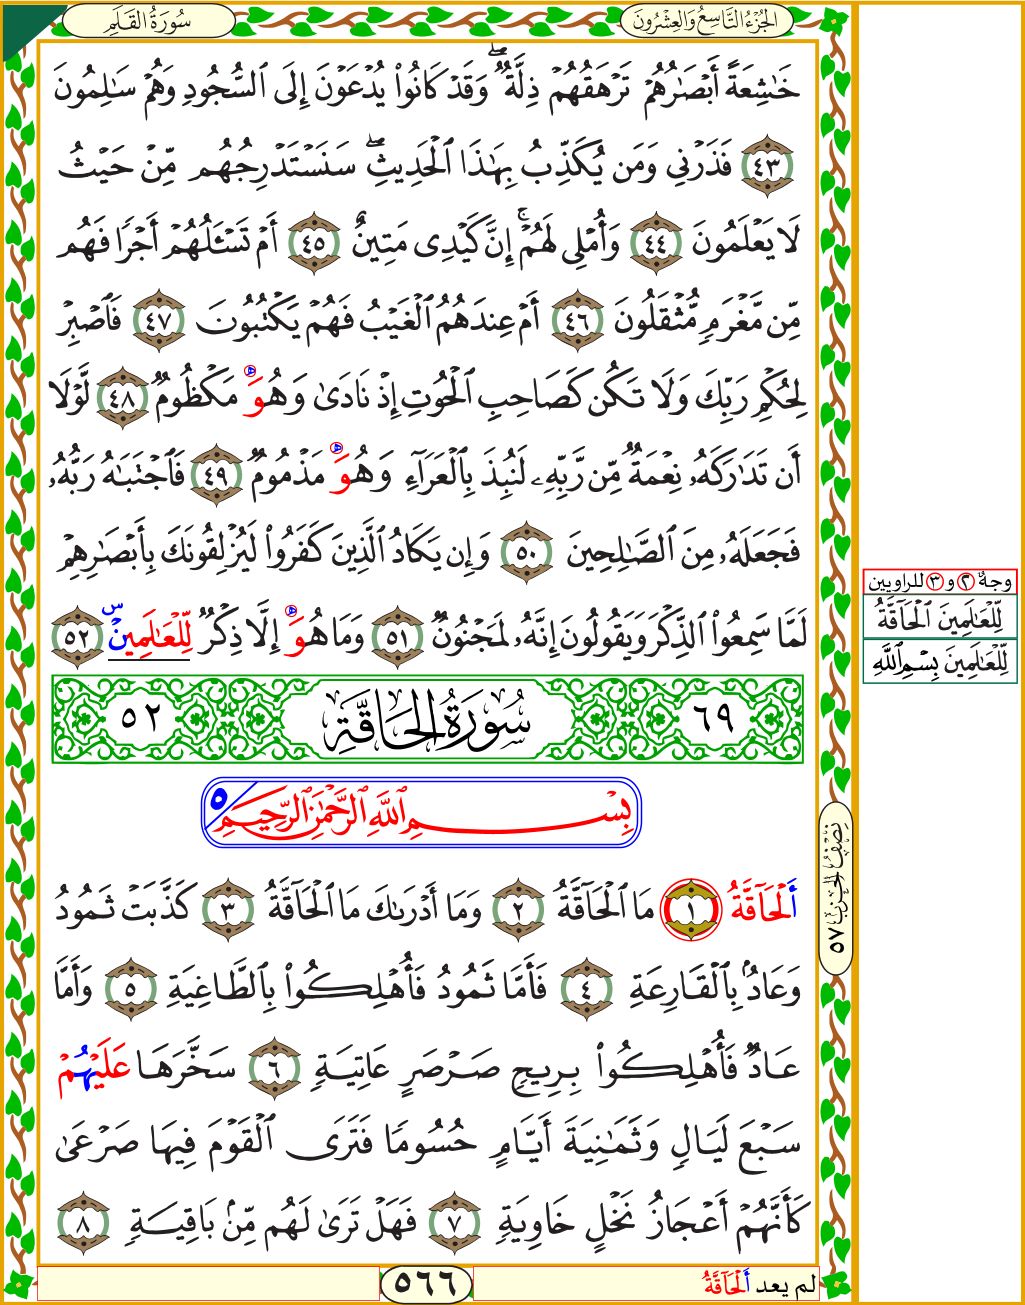 الجُزْءُ التَّاسِعُ وَالعِشْرُونَ
سُورَةُ القَلَمِ
خَٰشِعَةً أَبْصَٰرُهُمْ تَرْهَقُهُمْ ذِلَّةٌ ۖ وَقَدْ كَانُوا۟ يُدْعَوْنَ إِلَى ٱلسُّجُودِ وَهُمْ سَٰلِمُونَ
٤٣ فَذَرْنِى وَمَن يُكَذِّبُ بِهَٰذَا ٱلْحَدِيثِ ۖ سَنَسْتَدْرِجُهُم مِّنْ حَيْثُ
لَا يَعْلَمُونَ ٤٤ وَأُمْلِى لَهُمْ ۚ إِنَّ كَيْدِى مَتِينٌ ٤٥ أَمْ تَسْـَٔلُهُمْ أَجْرًا فَهُم
مِّن مَّغْرَمٍ مُّثْقَلُونَ ٤٦ أَمْ عِندَهُمُ ٱلْغَيْبُ فَهُمْ يَكْتُبُونَ ٤٧ فَٱصْبِرْ
لِحُكْمِ رَبِّكَ وَلَا تَكُن كَصَاحِبِ ٱلْحُوتِ إِذْ نَادَىٰ وَهُوَ مَكْظُومٌ ٤٨ لَّوْلَا
أَن تَدَٰرَكَهُۥ نِعْمَةٌ مِّن رَّبِّهِۦ لَنُبِذَ بِٱلْعَرَآءِ وَهُوَ مَذْمُومٌ ٤٩ فَٱجْتَبَٰهُ رَبُّهُۥ
فَجَعَلَهُۥ مِنَ ٱلصَّٰلِحِينَ ٥٠ وَإِن يَكَادُ ٱلَّذِينَ كَفَرُوا۟ لَيُزْلِقُونَكَ بِأَبْصَٰرِهِمْ
لَمَّا سَمِعُوا۟ ٱلذِّكْرَ وَيَقُولُونَ إِنَّهُۥ لَمَجْنُونٌ ٥١ وَمَا هُوَ إِلَّا ذِكْرٌ لِّلْعَٰلَمِينَ س ٥٢
٦٩ سُورَةُ الحَاقَّةِ ٥٢
بِسْمِ ٱللَّهِ ٱلرَّحْمَٰنِ ٱلرَّحِيمِ ٥
ٱلْحَآقَّةُ ١ مَا ٱلْحَآقَّةُ ٢ وَمَآ أَدْرَىٰكَ مَا ٱلْحَآقَّةُ ٣ كَذَّبَتْ ثَمُودُ
وَعَادٌۢ بِٱلْقَارِعَةِ ٤ فَأَمَّا ثَمُودُ فَأُهْلِكُوا۟ بِٱلطَّاغِيَةِ ٥ وَأَمَّا
عَادٌ فَأُهْلِكُوا۟ بِرِيحٍ صَرْصَرٍ عَاتِيَةٍ ٦ سَخَّرَهَا عَلَيْهُمْ
سَبْعَ لَيَالٍ وَثَمَٰنِيَةَ أَيَّامٍ حُسُومًا فَتَرَى ٱلْقَوْمَ فِيهَا صَرْعَىٰ
كَأَنَّهُمْ أَعْجَازُ نَخْلٍ خَاوِيَةٍ ٧ فَهَلْ تَرَىٰ لَهُم مِّنۢ بَاقِيَةٍ ٨
وجهٌ ٢ و ٣ للراويين
لِّلْعَٰلَمِينَ ٱلْحَآقَّةُ
لِّلْعَٰلَمِينَ بِسْمِ ٱللَّهِ
نِصْفُ الحِزْبِ ٥٧
لم يعد ٱلْحَآقَّةُ
٥٦٦